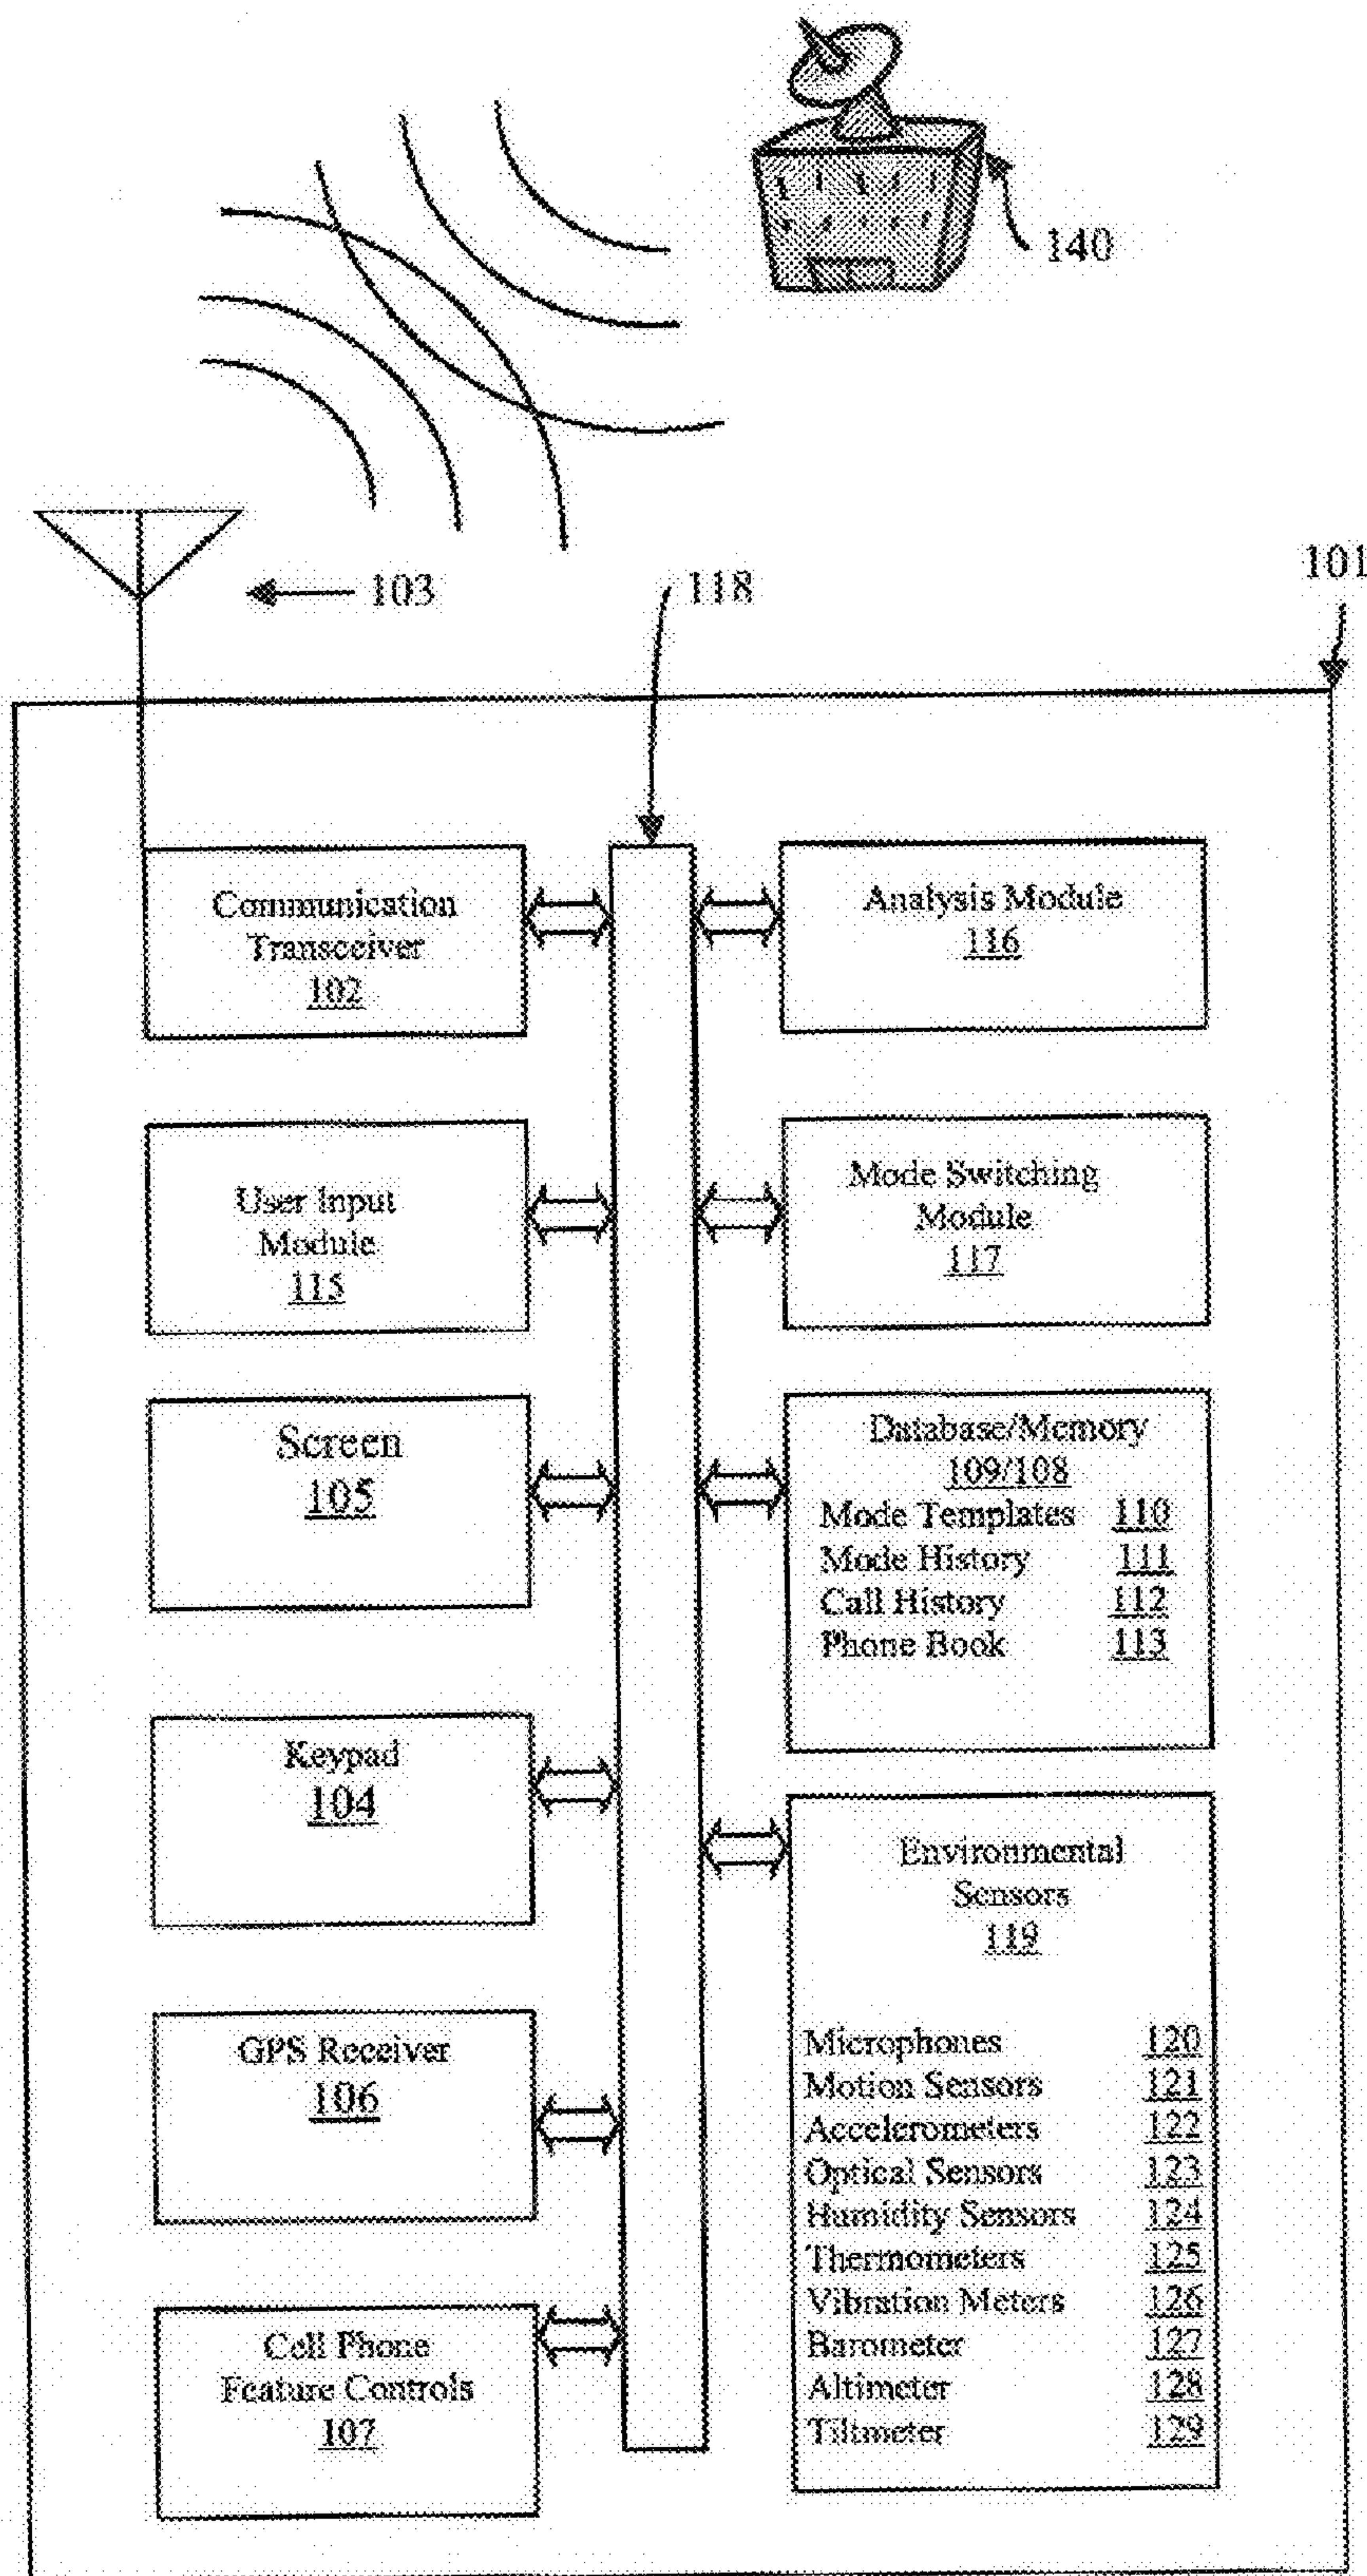 140
103
118
101
Communication
Transceiver
102
Analysis Module
116
User Input
Module
115
Mode Switching
Module
117
Screen
105
Database/Memory
109/108
Mode Templates 110
Mode History 111
Call History 112
Phone Book 113
Keypad
104
Environmental
Sensors
119
Microphones 120
Motion Sensors 121
Accelerometers 122
Optical Sensors 123
Humidity Sensors 124
Thermometers 125
Vibration Meters 126
Barometer 127
Altimeter 128
Tiltmeter 129
GPS Receiver
106
Cell Phone
Feature Controls
107